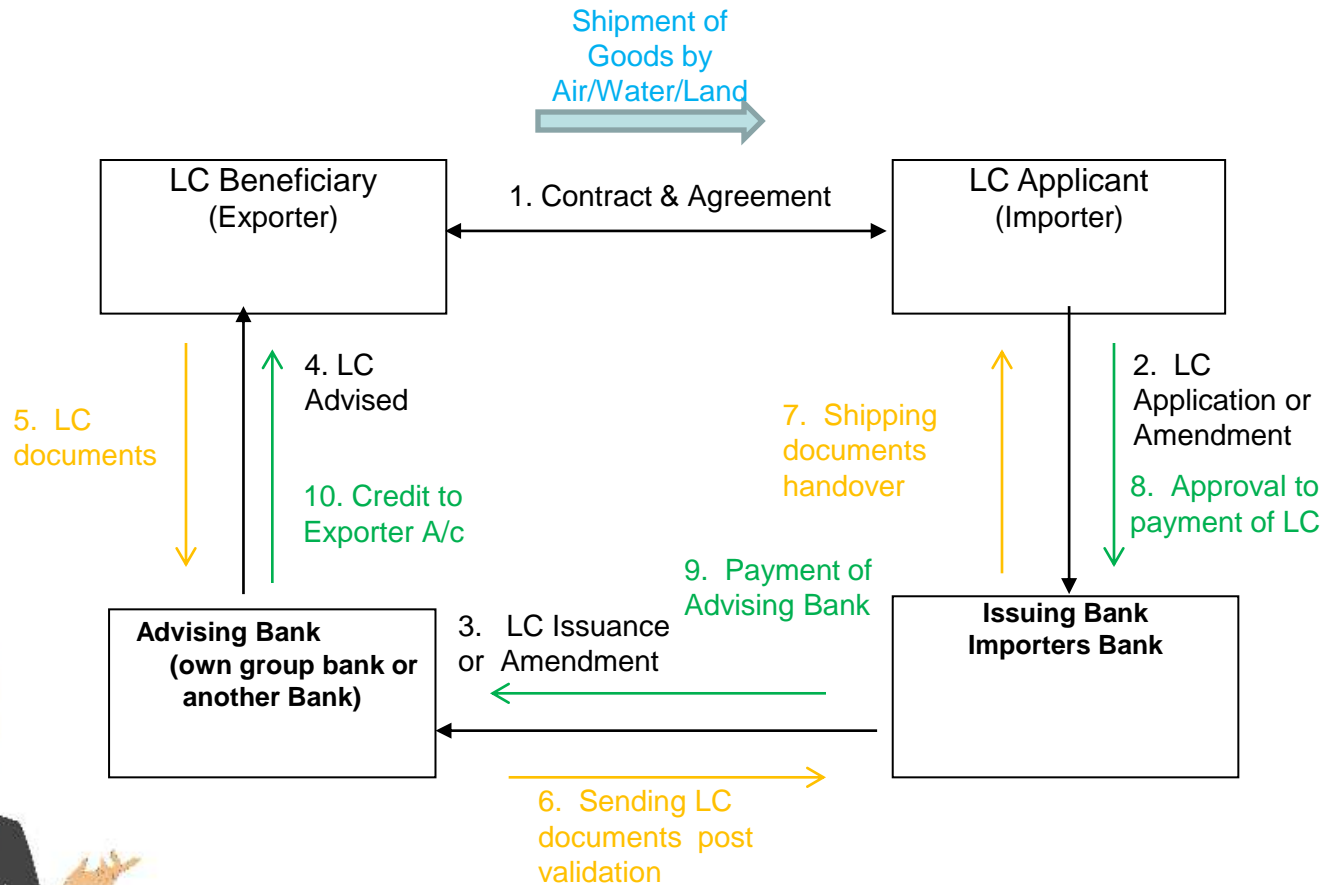 Shipment of
Goods by
Air/Water/Land
LC Beneficiary
(Exporter)
1. Contract & Agreement
LC Applicant
(Importer)
4. LC
Advised
5. LC
documents
10. Credit to
Exporter A/c
7. Shipping
documents
handover
2. LC
Application or
Amendment
8. Approval to
payment of LC
9. Payment of
Advising Bank
3. LC Issuance
or Amendment
Advising Bank
(own group bank or
another Bank)
Issuing Bank
Importers Bank
6. Sending LC
documents post
validation